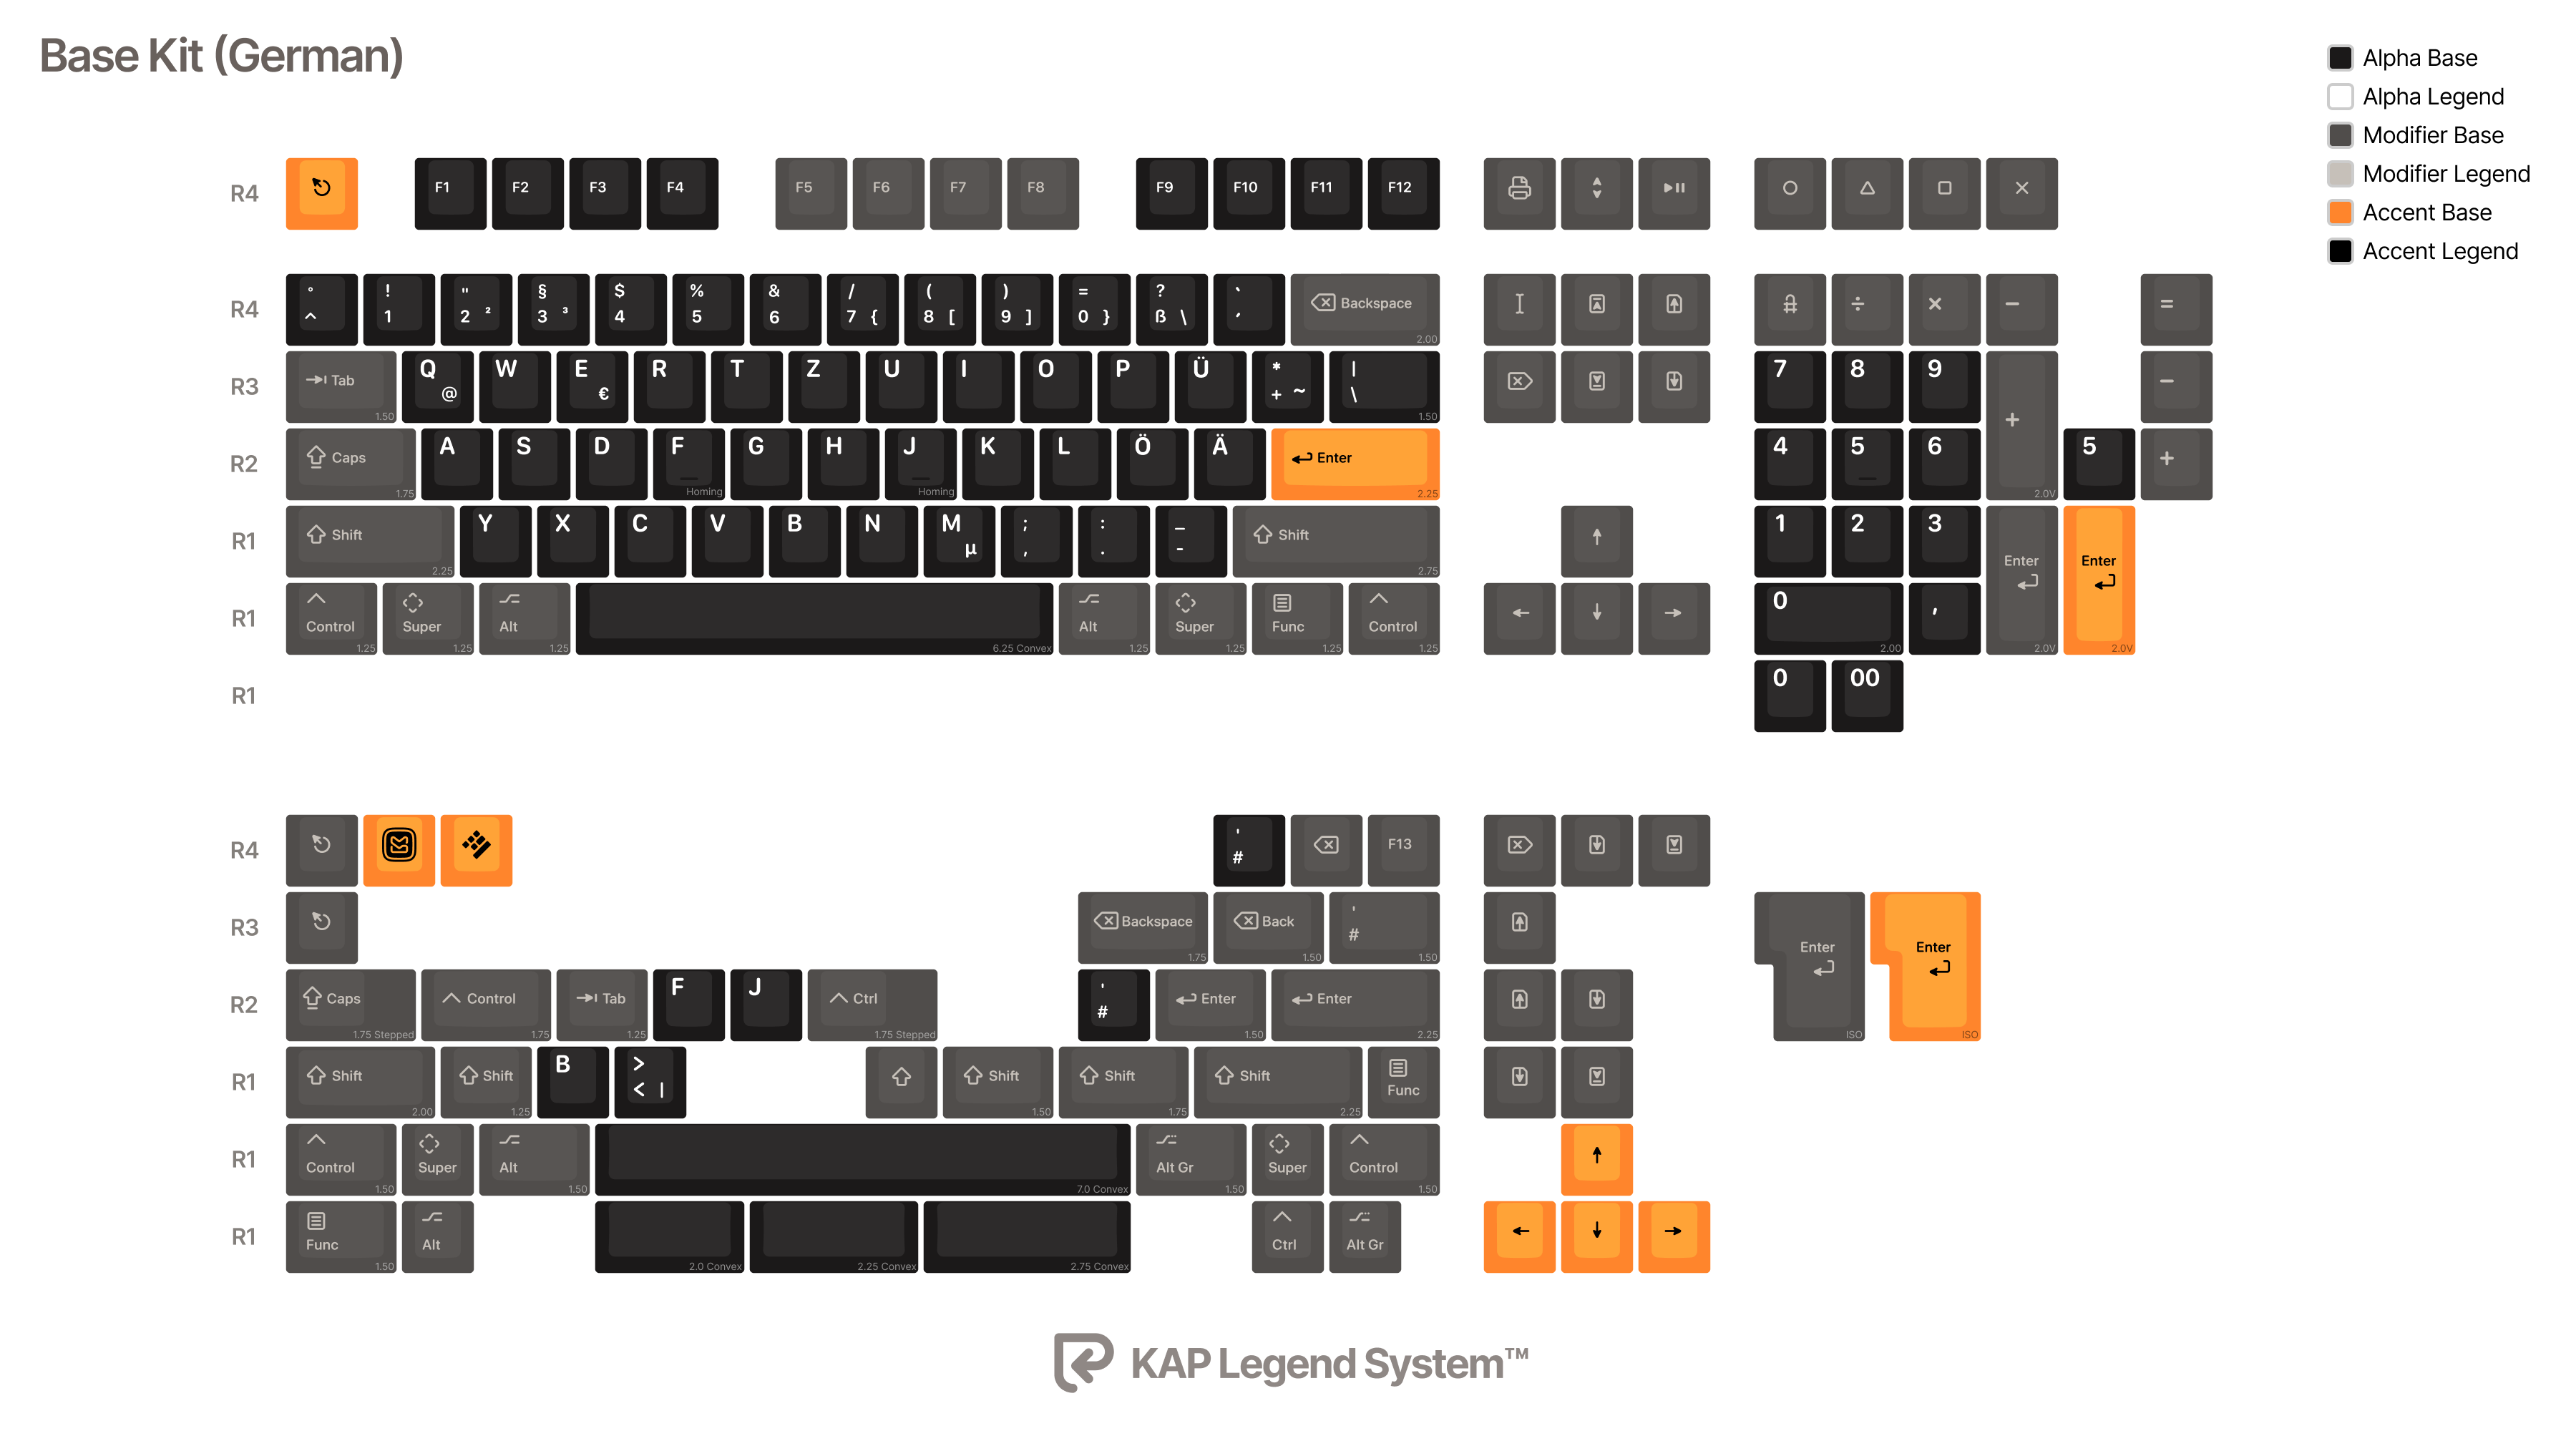 Base Kit (German)
Alpha Base
Alpha Legend
Modifier Base
Modifier Legend
Accent Base
Accent Legend
R4 F1 F2 F3 F4 F5 F6 F7 F8 F9 F10 F11 F12
R4 ° ^ ! 1 " 2 ² § 3 ³ $ 4 % 5 & 6 / 7 { ( 8 [ ) 9 ] = 0 } ? ß \ ` ´ Backspace 2.00 ÷ × − =
R3 Tab 1.50 Q @ W E € R T Z U I O P Ü * + ~ | \ 1.50 7 8 9 + 2.0V −
R2 Caps 1.75 A S D F Homing G H J Homing K L Ö Ä Enter 2.25 4 5 6 5 +
R1 Shift 2.25 Y X C V B N M µ ; , : . _ - Shift 2.75 1 2 3 Enter 2.0V Enter 2.0V
R1 Control 1.25 Super 1.25 Alt 1.25 6.25 Convex Alt 1.25 Super 1.25 Func 1.25 Control 1.25 0 2.00 ,
R1 0 00
R4 ' # F13
R3 Backspace 1.75 Back 1.50 ' # 1.50 Enter ISO Enter ISO
R2 Caps 1.75 Stepped Control 1.75 Tab 1.25 F J Ctrl 1.75 Stepped ' # Enter 1.50 Enter 2.25
R1 Shift 2.00 Shift 1.25 B > < | Shift 1.50 Shift 1.75 Shift 2.25 Func
R1 Control 1.50 Super Alt 1.50 7.0 Convex Alt Gr 1.50 Super Control 1.50
R1 Func 1.50 Alt 2.0 Convex 2.25 Convex 2.75 Convex Ctrl Alt Gr
KAP Legend System™